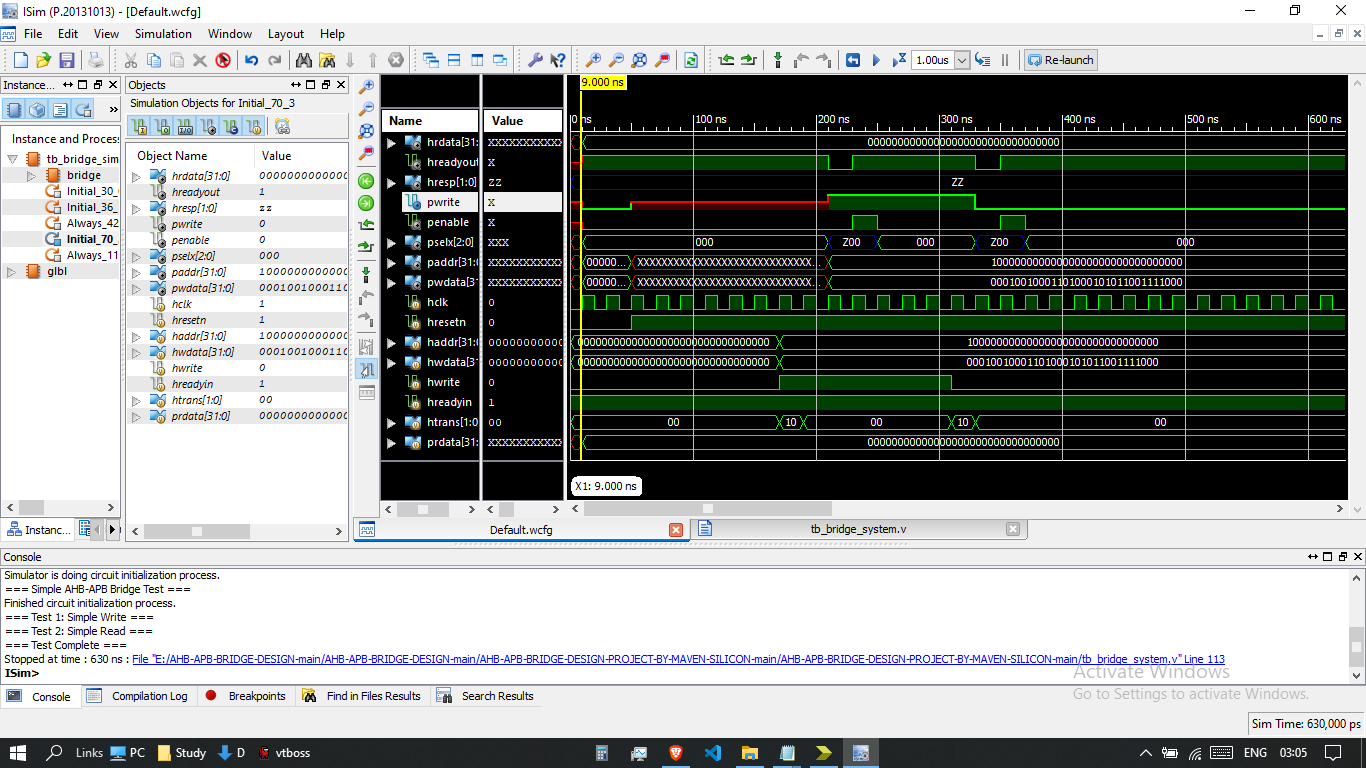 ISim (P.20131013) - [Default.wcfg]
File Edit View Simulation Window Layout Help
1.00us Re-launch
Instance...
Instance and Process
tb_bridge_sim
bridge
Initial_30_
Initial_36_
Always_42
Initial_70_
Always_11
glbl
Instanc...
Objects
Simulation Objects for Initial_70_3
Object Name Value
hrdata[31:0] 0000000000000
hreadyout 1
hresp[1:0] zz
pwrite 0
penable 0
pselx[2:0] 000
paddr[31:0] 1000000000000
pwdata[31:0] 0001001000110
hclk 1
hresetn 1
haddr[31:0] 1000000000000
hwdata[31:0] 0001001000110
hwrite 0
hreadyin 1
htrans[1:0] 00
prdata[31:0] 0000000000000
9.000 ns
Name Value
0 ns 100 ns 200 ns 300 ns 400 ns 500 ns 600 ns
hrdata[31: XXXXXXXXXXX 00000000000000000000000000000000
hreadyout X
hresp[1:0] ZZ ZZ
pwrite X
penable X
pselx[2:0] XXX 000 Z00 000 Z00 000
paddr[31: XXXXXXXXXXX 00000... XXXXXXXXXXXXXXXXXXXXXXXXXX... 10000000000000000000000000000000
pwdata[31: XXXXXXXXXXX 00000... XXXXXXXXXXXXXXXXXXXXXXXXXX... 00010010001101000101011001111000
hclk 0
hresetn 0
haddr[31: 00000000000 00000000000000000000000000000000 10000000000000000000000000000000
hwdata[31: 00000000000 00000000000000000000000000000000 00010010001101000101011001111000
hwrite 0
hreadyin 1
htrans[1:0 00 00 10 00 10 00
prdata[31: XXXXXXXXXXX 00000000000000000000000000000000
X1: 9.000 ns
Default.wcfg tb_bridge_system.v
Console
Simulator is doing circuit initialization process.
=== Simple AHB-APB Bridge Test ===
Finished circuit initialization process.
=== Test 1: Simple Write ===
=== Test 2: Simple Read ===
=== Test Complete ===
Stopped at time : 630 ns : File "E:/AHB-APB-BRIDGE-DESIGN-main/AHB-APB-BRIDGE-DESIGN-main/AHB-APB-BRIDGE-DESIGN-PROJECT-BY-MAVEN-SILICON-main/AHB-APB-BRIDGE-DESIGN-PROJECT-BY-MAVEN-SILICON-main/tb_bridge_system.v" Line 113
ISim>
Activate Windows
Go to Settings to activate Windows.
Console Compilation Log Breakpoints Find in Files Results Search Results
Sim Time: 630,000 ps
Links PC Study D vtboss ENG 03:05